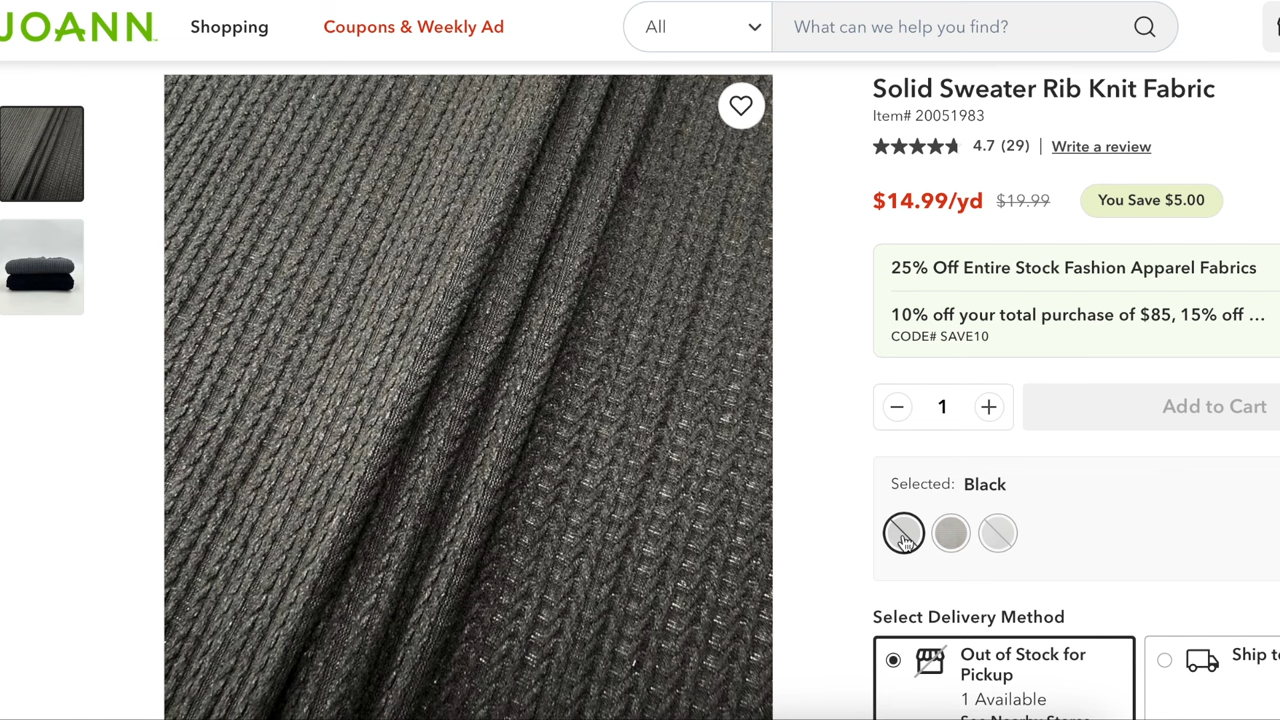 JOANN
Shopping
Coupons & Weekly Ad
All
What can we help you find?
Solid Sweater Rib Knit Fabric
Item# 20051983
4.7 (29) | Write a review
$14.99/yd $19.99 You Save $5.00
25% Off Entire Stock Fashion Apparel Fabrics
10% off your total purchase of $85, 15% off ...
CODE# SAVE10
1
Add to Cart
Selected: Black
Select Delivery Method
Out of Stock for
Pickup
1 Available
See Nearby Stores
Ship